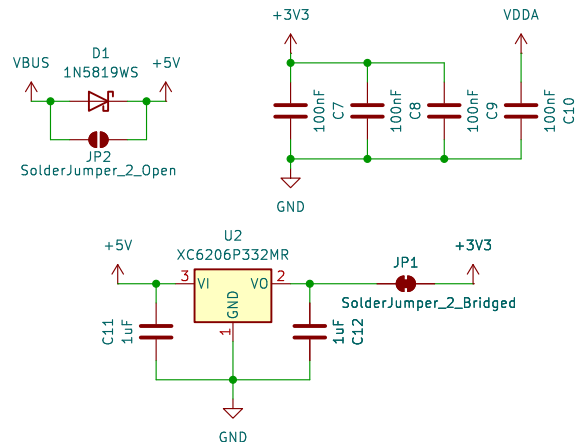 D1
VBUS
+5V
1N5819WS
JP2
SolderJumper_2_Open
+3V3
VDDA
100nF
C7
100nF
C8
100nF
C9
100nF
C10
GND
U2
XC6206P332MR
+5V
3
VI
VO
2
GND
1
JP1
+3V3
SolderJumper_2_Bridged
C11
1uF
1uF
C12
GND